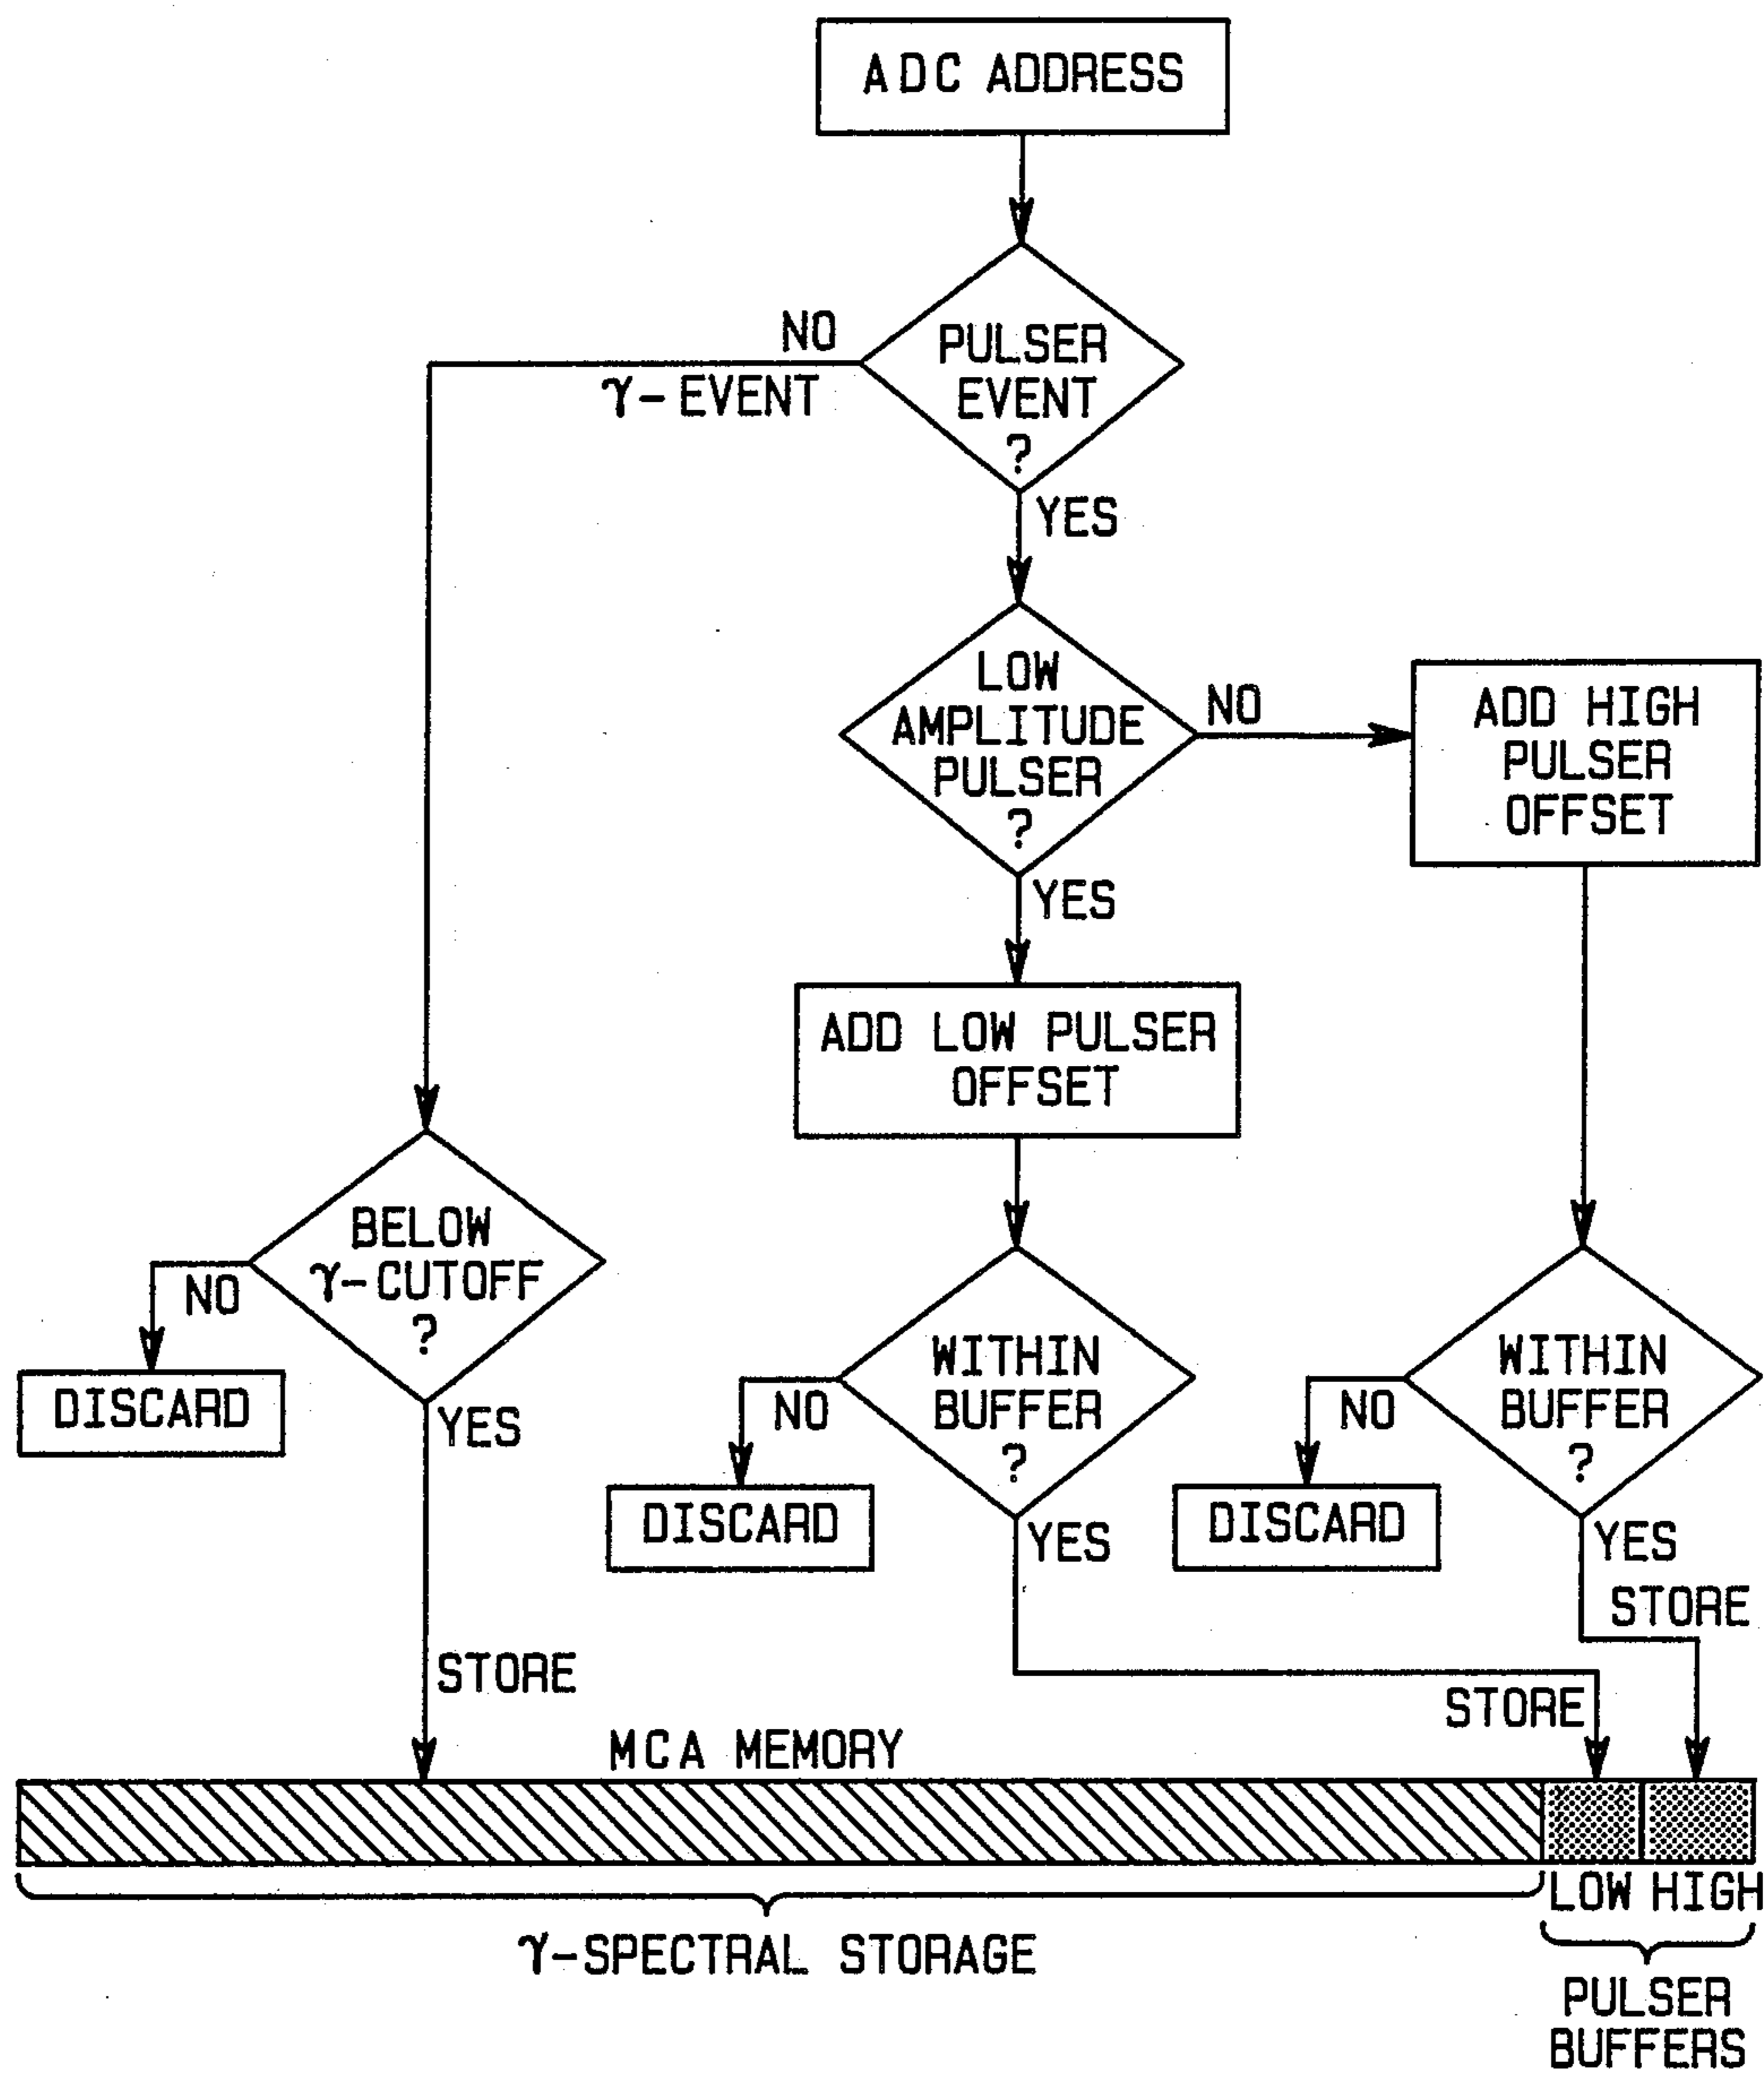 ADC ADDRESS
NO
γ-EVENT
PULSER
EVENT
?
YES
LOW
AMPLITUDE
PULSER
?
NO
ADD HIGH
PULSER
OFFSET
YES
ADD LOW PULSER
OFFSET
BELOW
γ-CUTOFF
?
NO
DISCARD
YES
STORE
WITHIN
BUFFER
?
NO
DISCARD
YES
STORE
WITHIN
BUFFER
?
NO
DISCARD
YES
STORE
MCA MEMORY
LOW HIGH
γ-SPECTRAL STORAGE
PULSER
BUFFERS